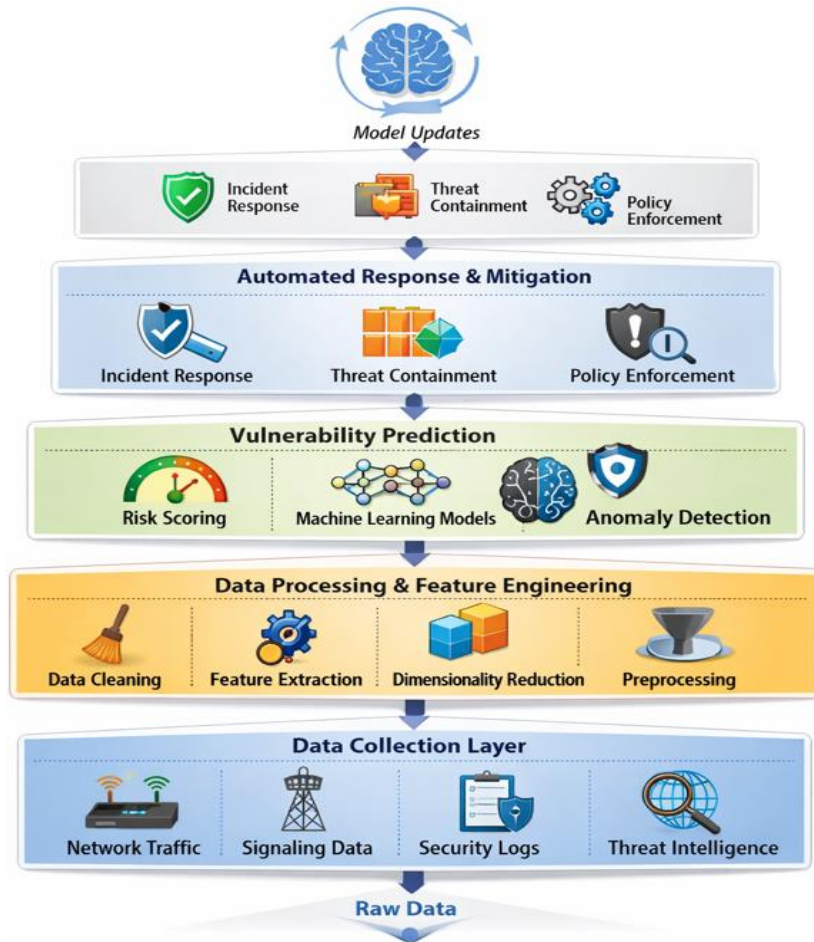 Model Updates
Incident
Response
Threat
Containment
Policy
Enforcement
Automated Response & Mitigation
Incident Response
Threat Containment
Policy Enforcement
Vulnerability Prediction
Risk Scoring
Machine Learning Models
Anomaly Detection
Data Processing & Feature Engineering
Data Cleaning
Feature Extraction
Dimensionality Reduction
Preprocessing
Data Collection Layer
Network Traffic
Signaling Data
Security Logs
Threat Intelligence
Raw Data